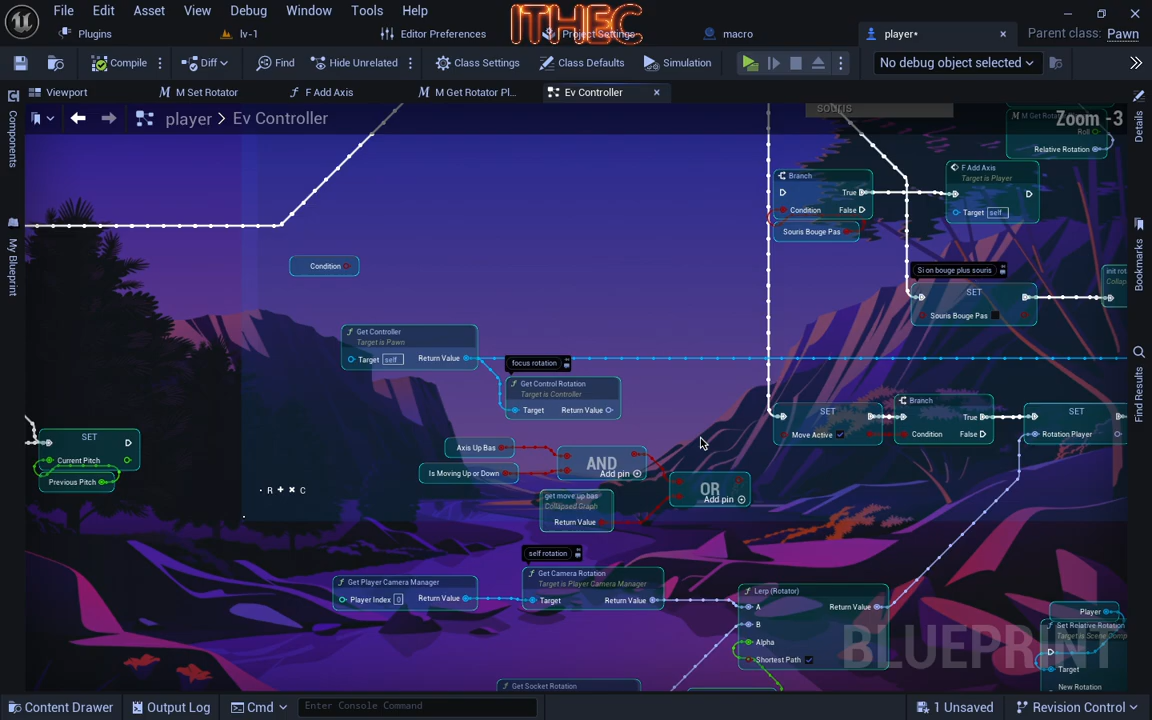 File Edit Asset View Debug Window Tools Help
ITHEC
Plugins
lv-1
Editor Preferences
Project Settings
macro
player*
Parent class: Pawn
Compile
Diff
Find
Hide Unrelated
Class Settings
Class Defaults
Simulation
No debug object selected
Viewport
M Set Rotator
F Add Axis
M Get Rotator Pl...
Ev Controller
player > Ev Controller
Zoom -3
Components
My Blueprint
Details
Bookmarks
Find Results
souris
M Get Rot
Roll
Relative Rotation
Branch
True
Condition
False
Souris Bouge Pas
F Add Axis
Target is Player
Target self
Condition
Si on bouge plus souris
SET
Souris Bouge Pas
init rot
Collap
Get Controller
Target is Pawn
Target self
Return Value
focus rotation
Get Control Rotation
Target is Controller
Target
Return Value
SET
Move Active
Branch
True
Condition
False
SET
Rotation Player
SET
Current Pitch
Previous Pitch
Axis Up Bas
Is Moving Up or Down
AND
Add pin
OR
Add pin
get move up bas
Collapsed Graph
Return Value
R
C
self rotation
Get Player Camera Manager
Player Index 0
Return Value
Get Camera Rotation
Target is Player Camera Manager
Target
Return Value
Lerp (Rotator)
A
Return Value
B
Alpha
Shortest Path
Player
Set Relative Rotation
Target is Scene Comp
Target
New Rotation
Get Socket Rotation
BLUEPRINT
Content Drawer
Output Log
Cmd
Enter Console Command
1 Unsaved
Revision Control